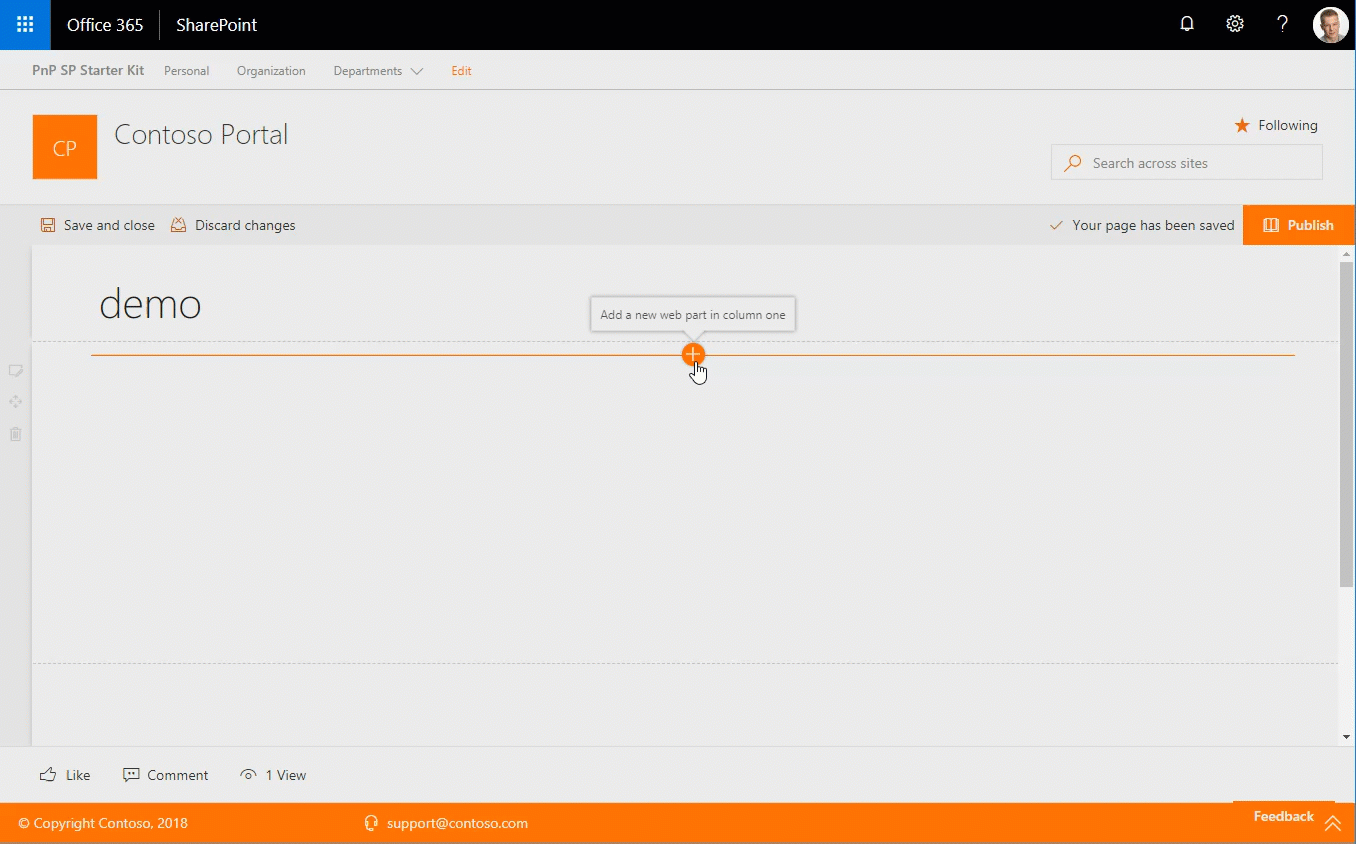 Office 365 SharePoint ?
PnP SP Starter Kit Personal Organization Departments Edit
CP Contoso Portal
Following
Search across sites
Save and close Discard changes Your page has been saved Publish
demo
Add a new web part in column one
Like Comment 1 View
© Copyright Contoso, 2018 support@contoso.com Feedback